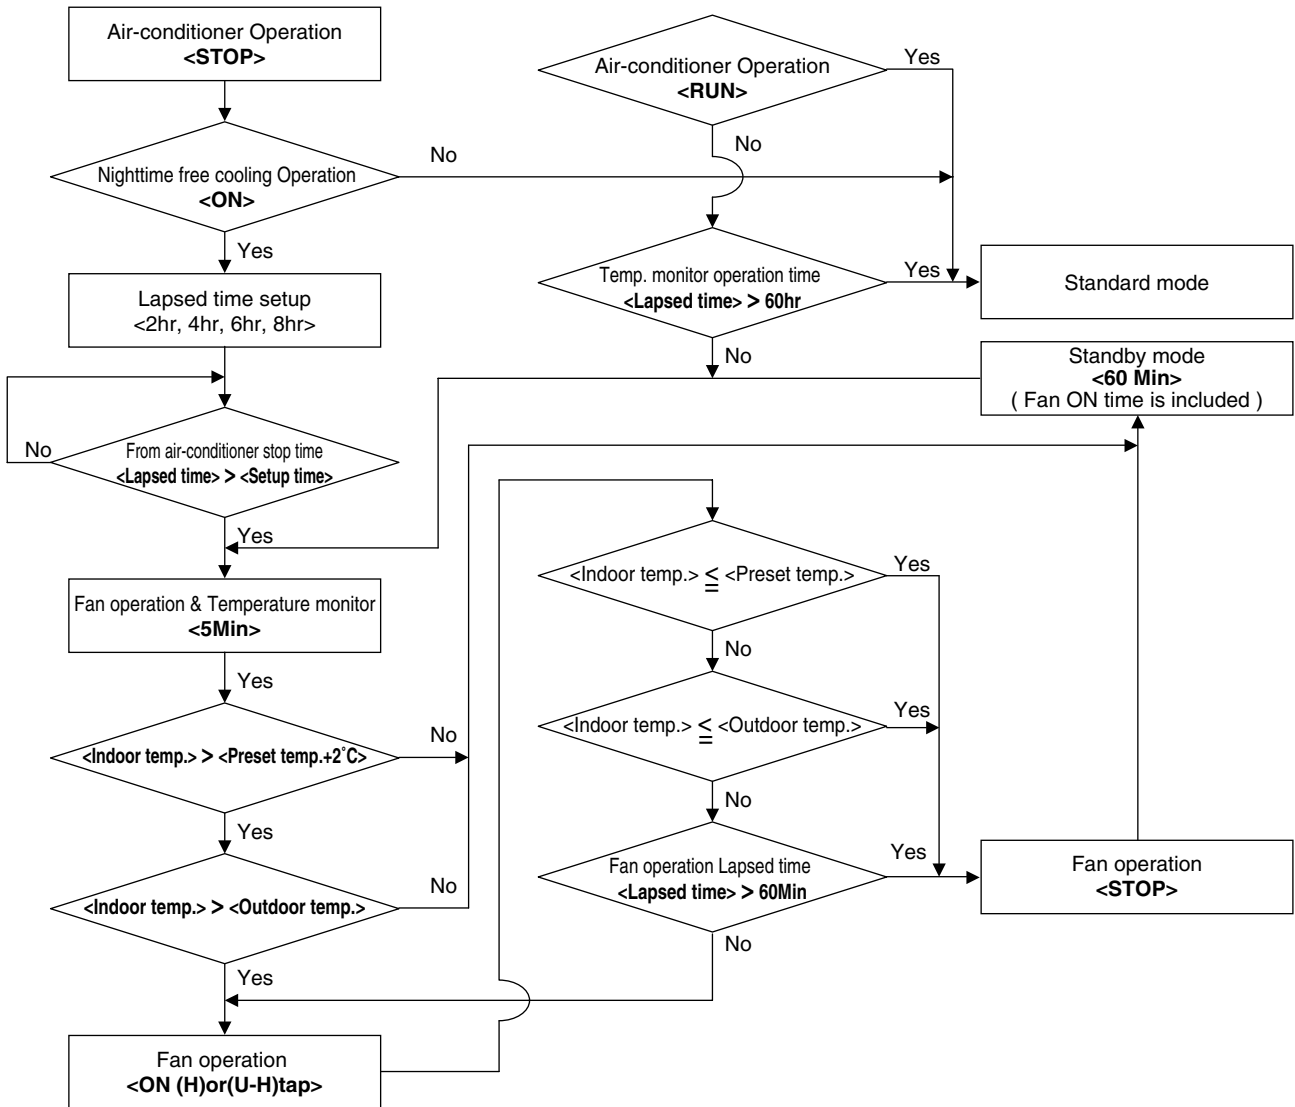 Air-conditioner Operation
<STOP>
Nighttime free cooling Operation
<ON>
No
Yes
Lapsed time setup
<2hr, 4hr, 6hr, 8hr>
No
From air-conditioner stop time
<Lapsed time> > <Setup time>
Yes
Fan operation & Temperature monitor
<5Min>
Yes
<Indoor temp.> > <Preset temp.+2˚C>
No
Yes
<Indoor temp.> > <Outdoor temp.>
No
Yes
Fan operation
<ON (H)or(U-H)tap>
Air-conditioner Operation
<RUN>
Yes
No
Temp. monitor operation time
<Lapsed time> > 60hr
Yes
No
Standard mode
Standby mode
<60 Min>
( Fan ON time is included )
<Indoor temp.> ≦ <Preset temp.>
Yes
No
<Indoor temp.> ≦ <Outdoor temp.>
Yes
No
Fan operation Lapsed time
<Lapsed time> > 60Min
Yes
No
Fan operation
<STOP>